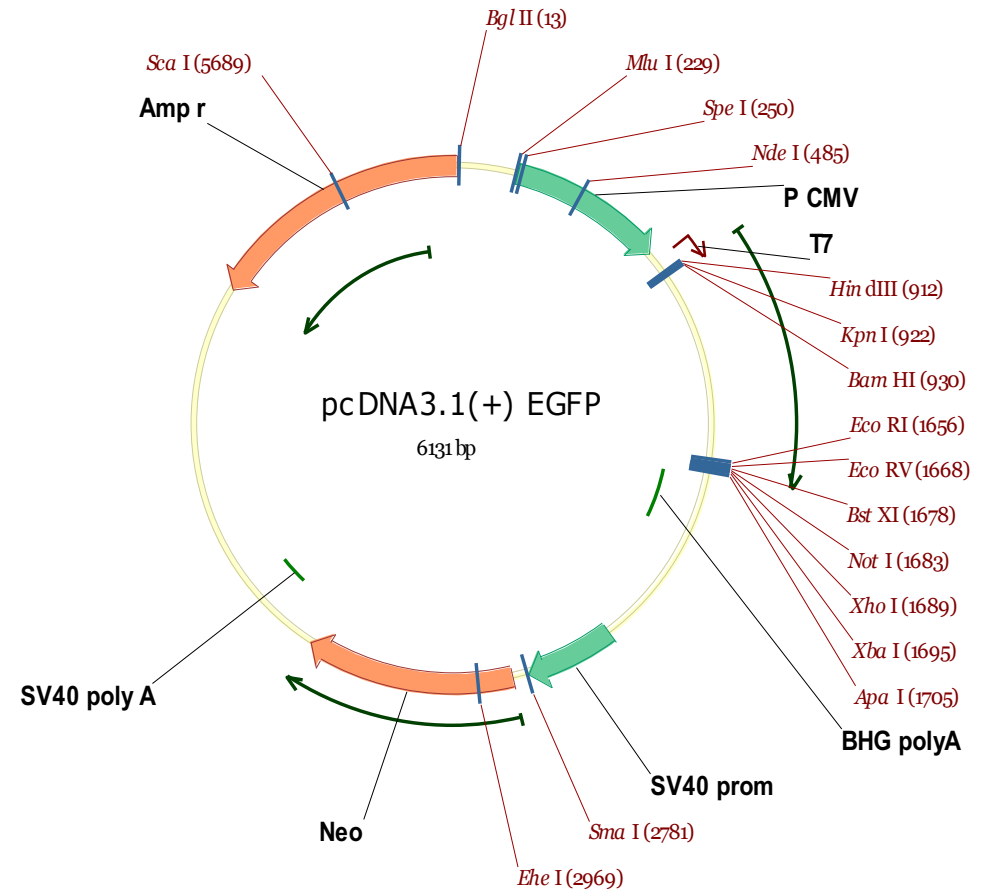 Bgl II (13)
Sca I (5689)
Mlu I (229)
Amp r
Spe I (250)
Nde I (485)
P CMV
T7
Hin dIII (912)
Kpn I (922)
Bam HI (930)
pcDNA3.1(+) EGFP
6131 bp
Eco RI (1656)
Eco RV (1668)
Bst XI (1678)
Not I (1683)
Xho I (1689)
Xba I (1695)
Apa I (1705)
SV40 poly A
BHG polyA
SV40 prom
Neo
Sma I (2781)
Ehe I (2969)